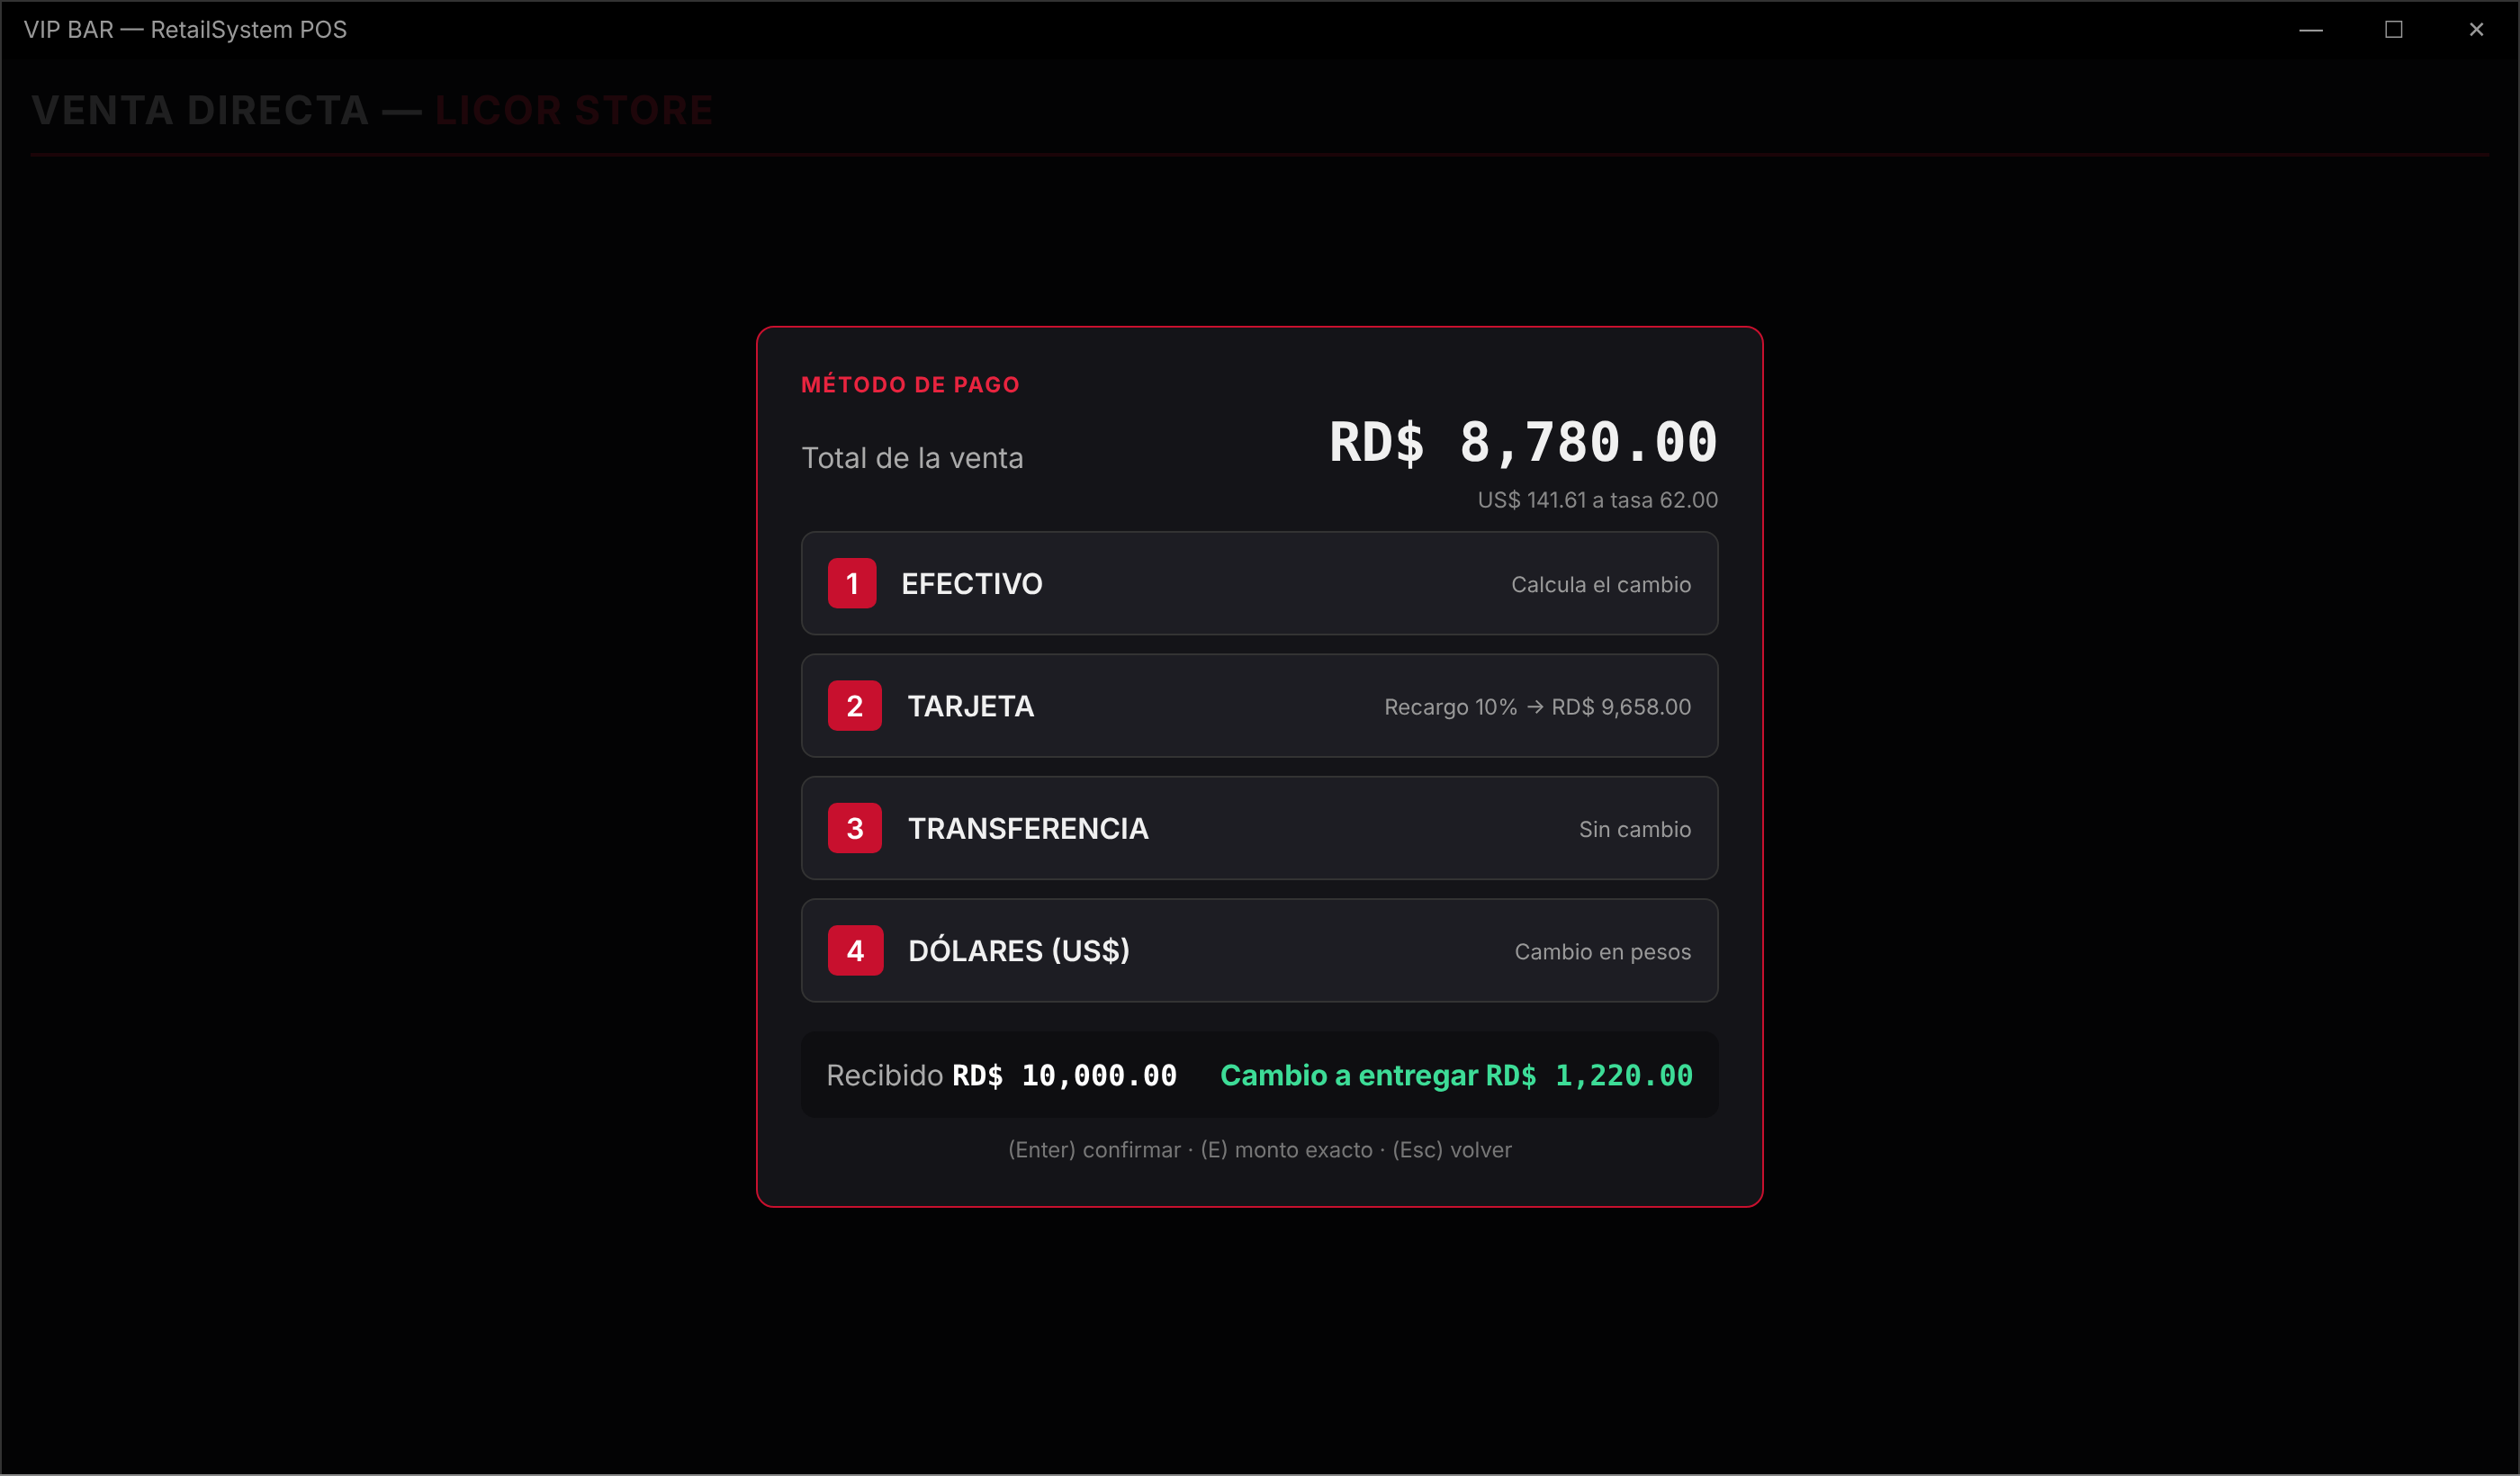 VIP BAR — RetailSystem POS
VENTA DIRECTA — LICOR STORE
MÉTODO DE PAGO
Total de la venta RD$ 8,780.00
US$ 141.61 a tasa 62.00
1 EFECTIVO Calcula el cambio
2 TARJETA Recargo 10% → RD$ 9,658.00
3 TRANSFERENCIA Sin cambio
4 DÓLARES (US$) Cambio en pesos
Recibido RD$ 10,000.00 Cambio a entregar RD$ 1,220.00
(Enter) confirmar · (E) monto exacto · (Esc) volver